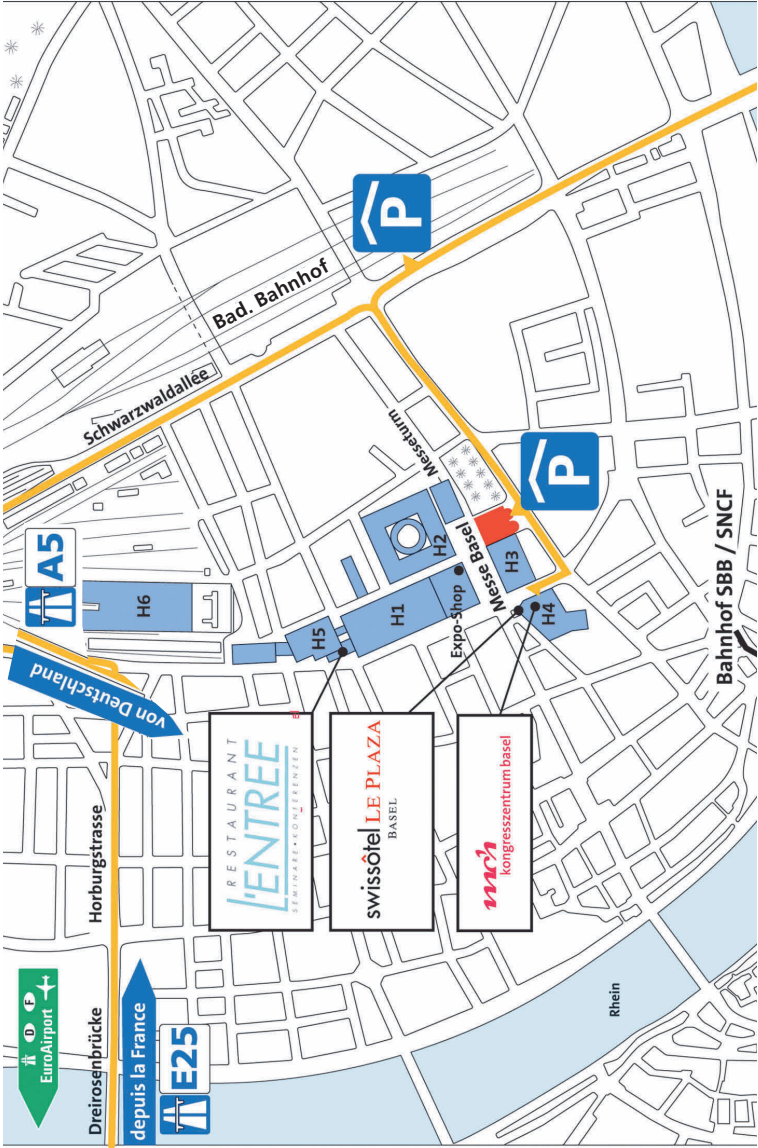 D F
EuroAirport
Dreirosenbrücke
Horburgstrasse
depuis la France
E25
von Deutschland
A5
H6
Schwarzwaldallee
Bad. Bahnhof
P
RESTAURANT
L'ENTREE
SEMINARE • KONFERENZEN
H5
H1
H2
Messeturm
Expo-Shop
Messe Basel
H3
H4
P
swissôtel LE PLAZA
BASEL
mch
kongresszentrum basel
Rhein
Bahnhof SBB / SNCF